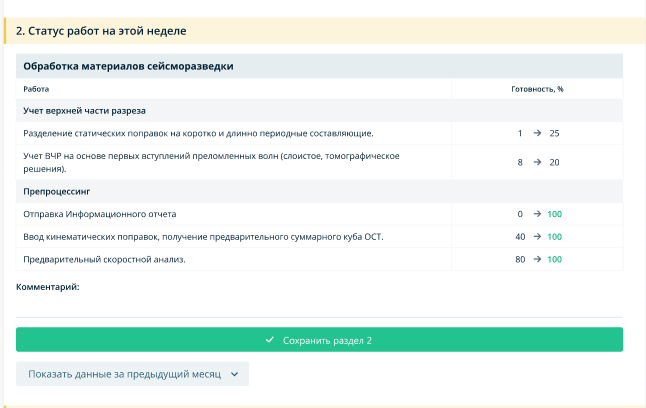 2. Статус работ на этой неделе
Обработка материалов сейсморазведки
Работа Готовность, %
Учет верхней части разреза
Разделение статических поправок на коротко и длинно периодные составляющие. 1 → 25
Учет ВЧР на основе первых вступлений преломленных волн (слоистое, томографическое
решения). 8 → 20
Препроцессинг
Отправка Информационного отчета 0 → 100
Ввод кинематических поправок, получение предварительного суммарного куба ОСТ. 40 → 100
Предварительный скоростной анализ. 80 → 100
Комментарий:
Сохранить раздел 2
Показать данные за предыдущий месяц